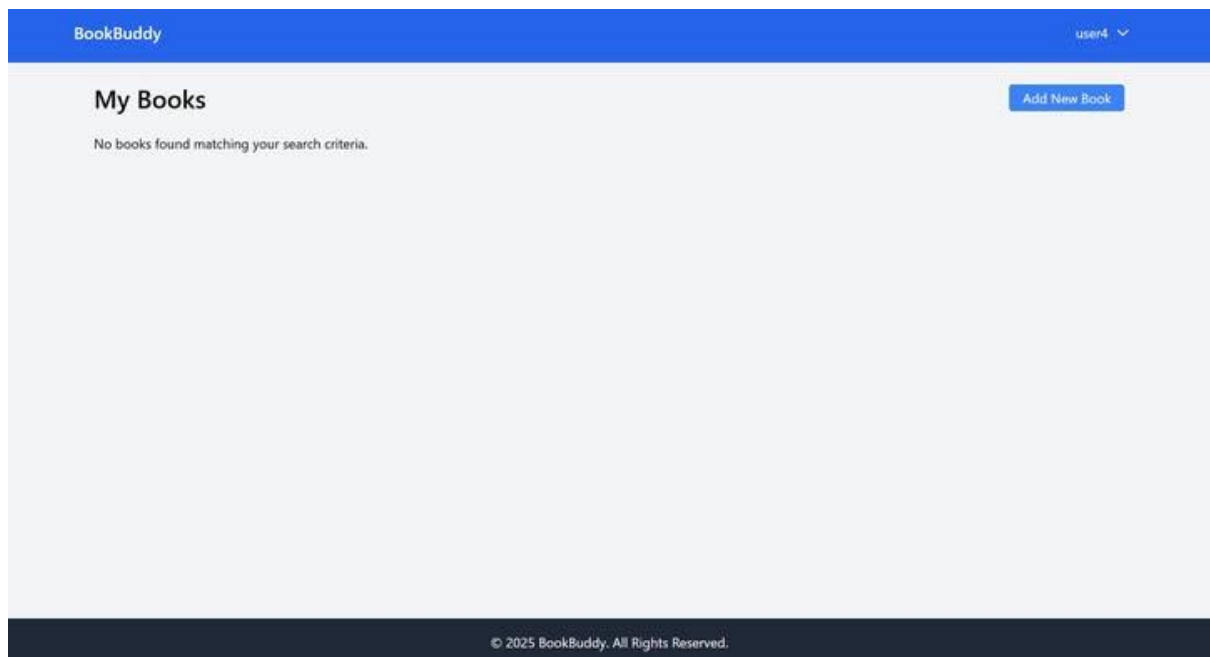 BookBuddy
user4
My Books
Add New Book
No books found matching your search criteria.
© 2025 BookBuddy. All Rights Reserved.